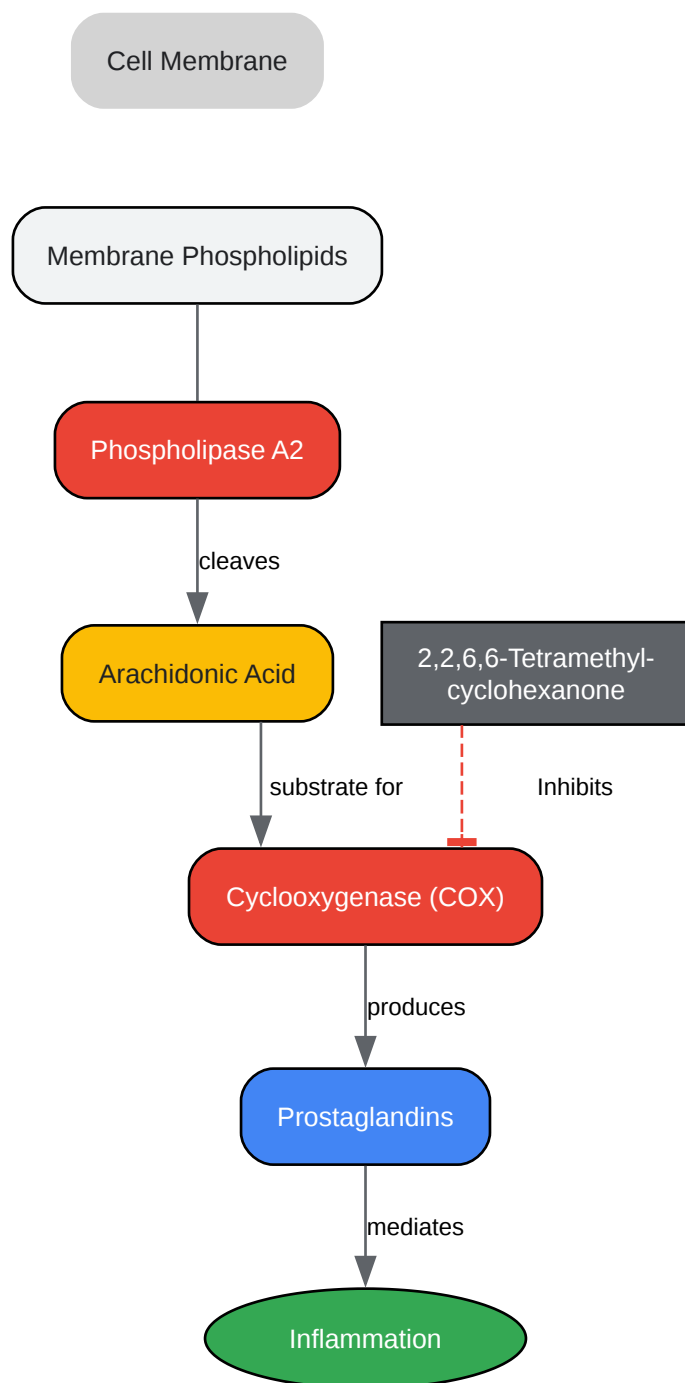 Cell Membrane
Membrane Phospholipids
Phospholipase A2
cleaves
Arachidonic Acid
2,2,6,6-Tetramethyl-
cyclohexanone
substrate for
Inhibits
Cyclooxygenase (COX)
produces
Prostaglandins
mediates
Inflammation